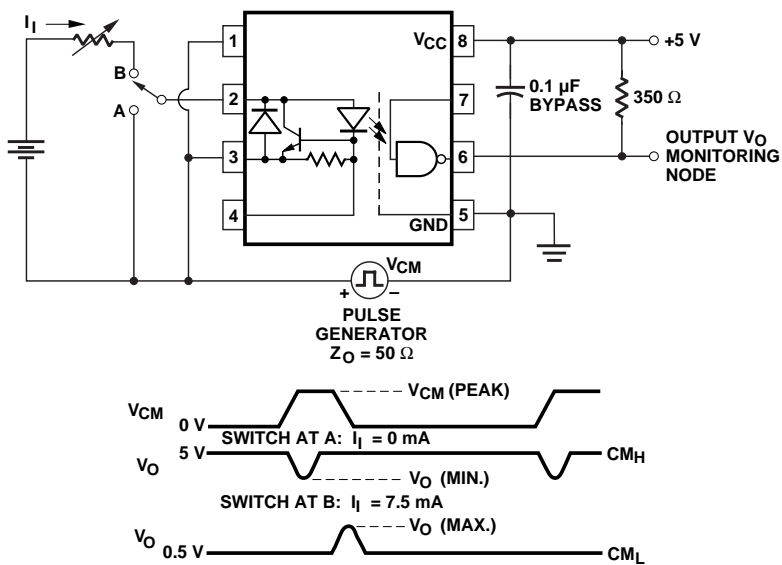 I_I
B
A
1
2
3
4
V_CC
GND
8
7
6
5
0.1 µF
BYPASS
+5 V
350 Ω
OUTPUT V_O
MONITORING
NODE
V_CM
+ –
PULSE
GENERATOR
Z_O = 50 Ω
V_CM (PEAK)
V_CM
0 V
SWITCH AT A: I_I = 0 mA
V_O
5 V
CM_H
V_O (MIN.)
SWITCH AT B: I_I = 7.5 mA
V_O (MAX.)
V_O
0.5 V
CM_L